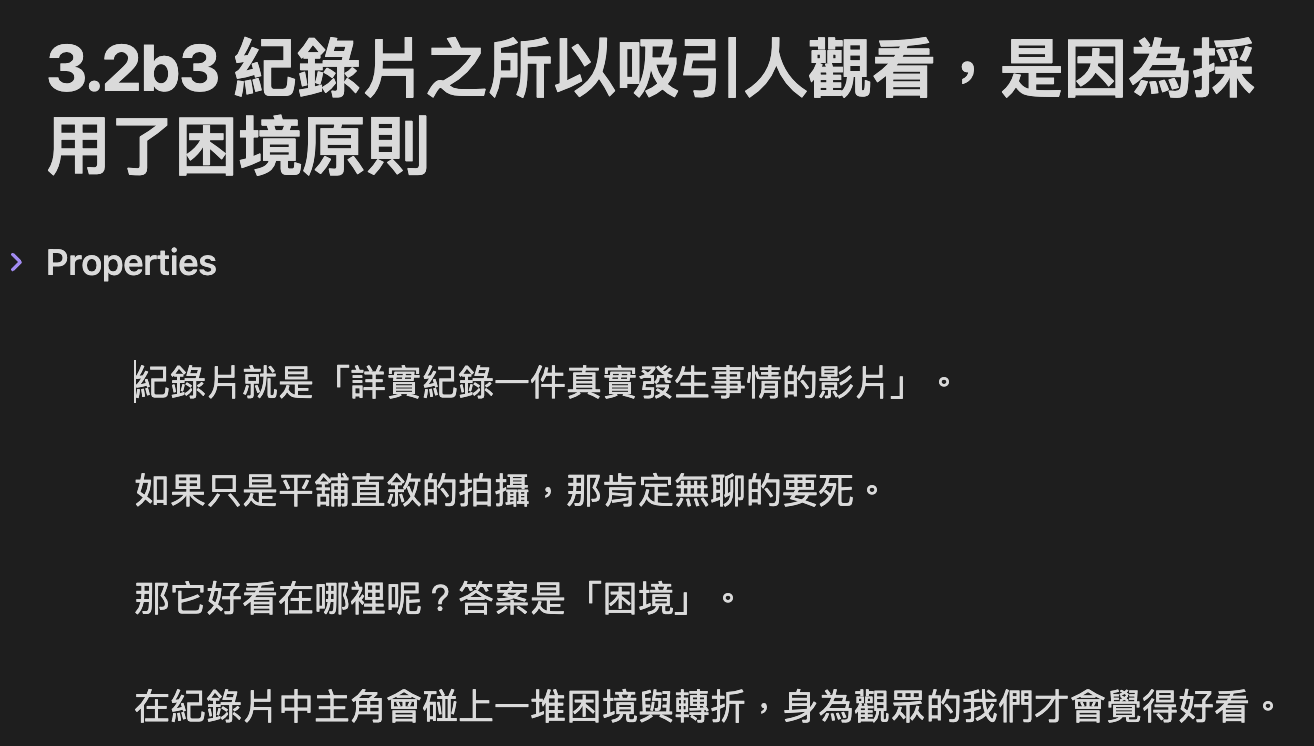 3.2b3 紀錄片之所以吸引人觀看，是因為採
用了困境原則
Properties
紀錄片就是「詳實紀錄一件真實發生事情的影片」。
如果只是平舖直敘的拍攝，那肯定無聊的要死。
那它好看在哪裡呢？答案是「困境」。
在紀錄片中主角會碰上一堆困境與轉折，身為觀眾的我們才會覺得好看。